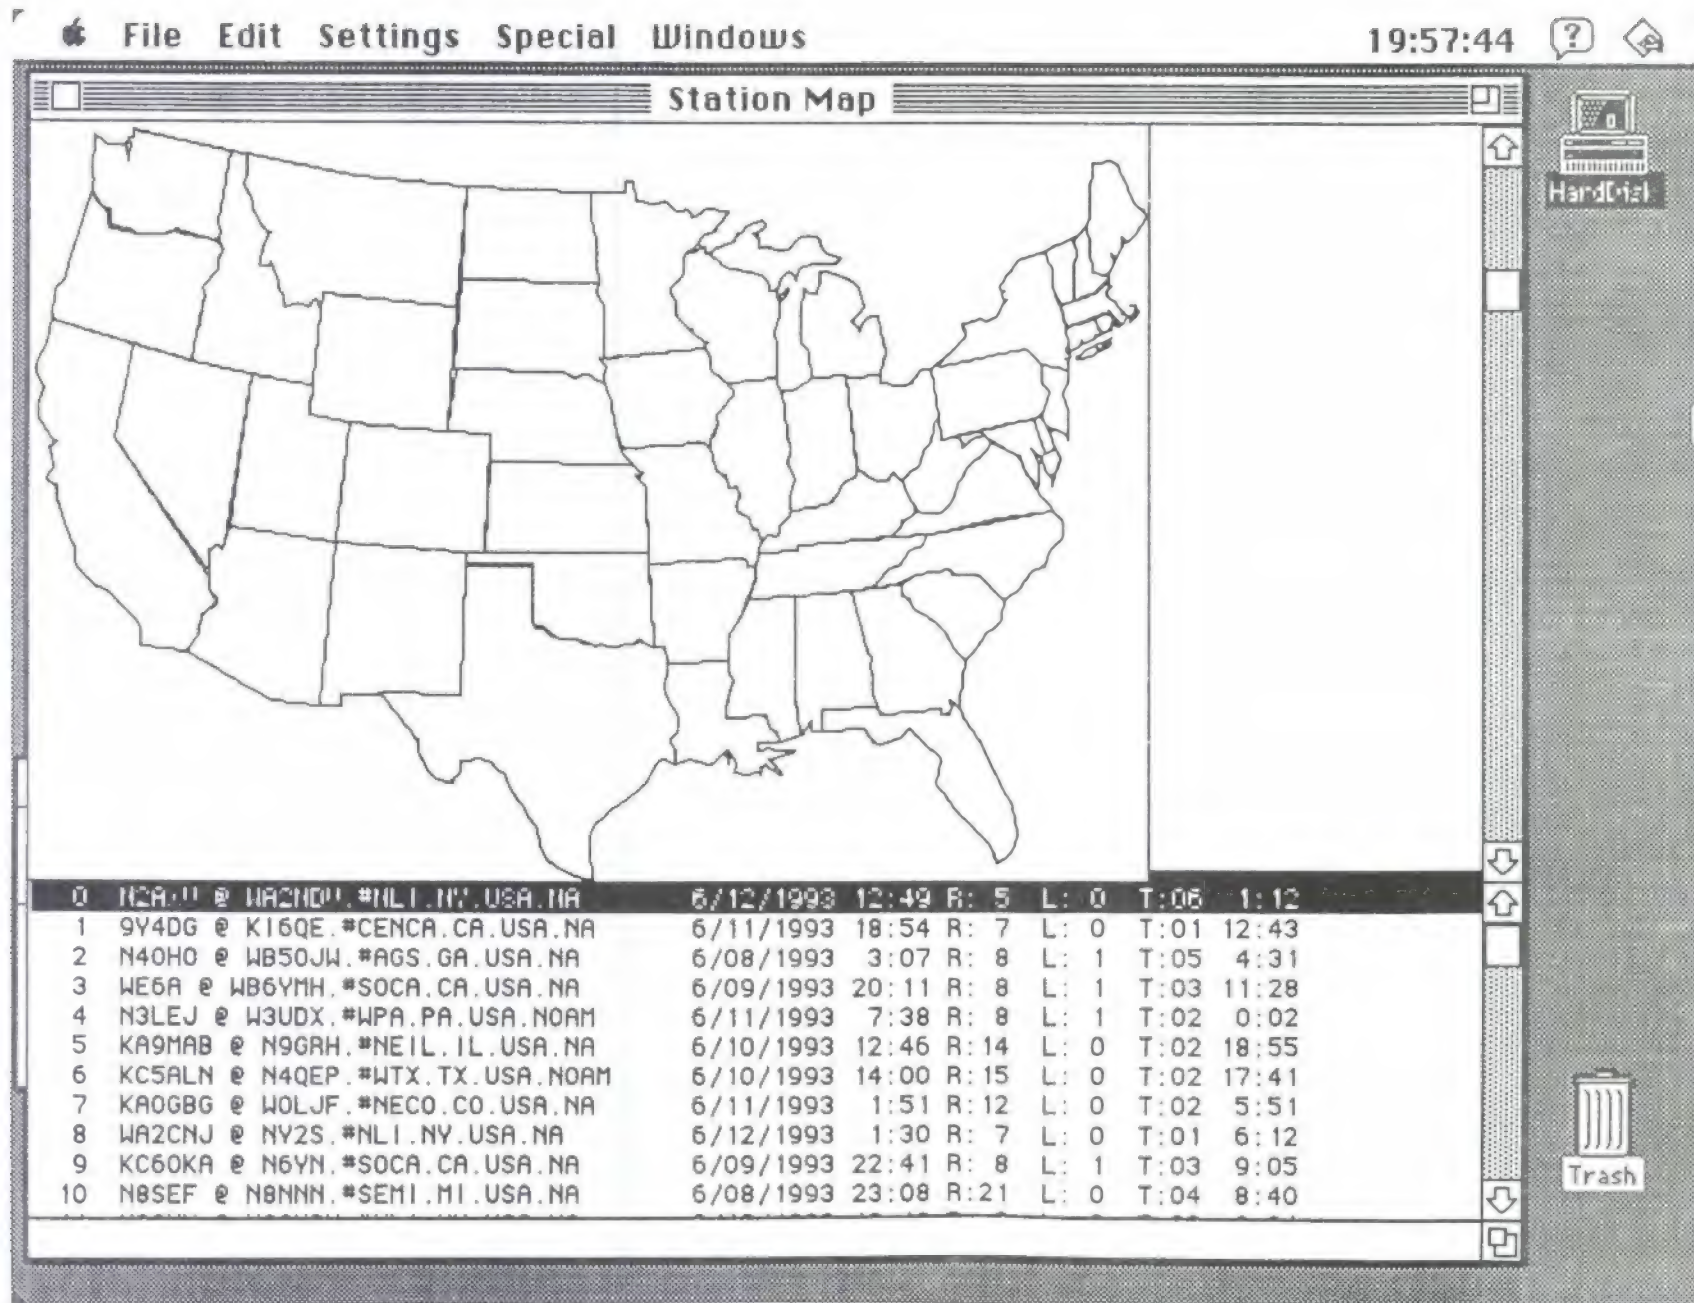 File Edit Settings Special Windows 19:57:44
Station Map
HardDisk
0 @ .#NLI.NY.USA.NA 6/12/1993 12:49 R: 5 L: 0 T:06 1:12
1 9Y4DG @ KI6QE.#CENCA.CA.USA.NA 6/11/1993 18:54 R: 7 L: 0 T:01 12:43
2 N4OHO @ WB5OJW.#AGS.GA.USA.NA 6/08/1993 3:07 R: 8 L: 1 T:05 4:31
3 WE6A @ WB6YMH.#SOCA.CA.USA.NA 6/09/1993 20:11 R: 8 L: 1 T:03 11:28
4 N3LEJ @ W3UDX.#WPA.PA.USA.NOAM 6/11/1993 7:38 R: 8 L: 1 T:02 0:02
5 KA9MAB @ N9GRH.#NEIL.IL.USA.NA 6/10/1993 12:46 R:14 L: 0 T:02 18:55
6 KC5ALN @ N4QEP.#WTX.TX.USA.NOAM 6/10/1993 14:00 R:15 L: 0 T:02 17:41
7 KA0GBG @ W0LJF.#NECO.CO.USA.NA 6/11/1993 1:51 R:12 L: 0 T:02 5:51
8 WA2CNJ @ NY2S.#NLI.NY.USA.NA 6/12/1993 1:30 R: 7 L: 0 T:01 6:12
9 KC6OKA @ N6YN.#SOCA.CA.USA.NA 6/09/1993 22:41 R: 8 L: 1 T:03 9:05
10 N8SEF @ N8NNN.#SEMI.MI.USA.NA 6/08/1993 23:08 R:21 L: 0 T:04 8:40
Trash